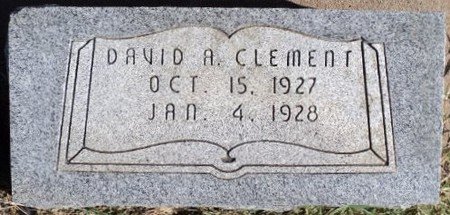 DAVID A. CLEMENT
OCT. 15, 1927
JAN. 4, 1928